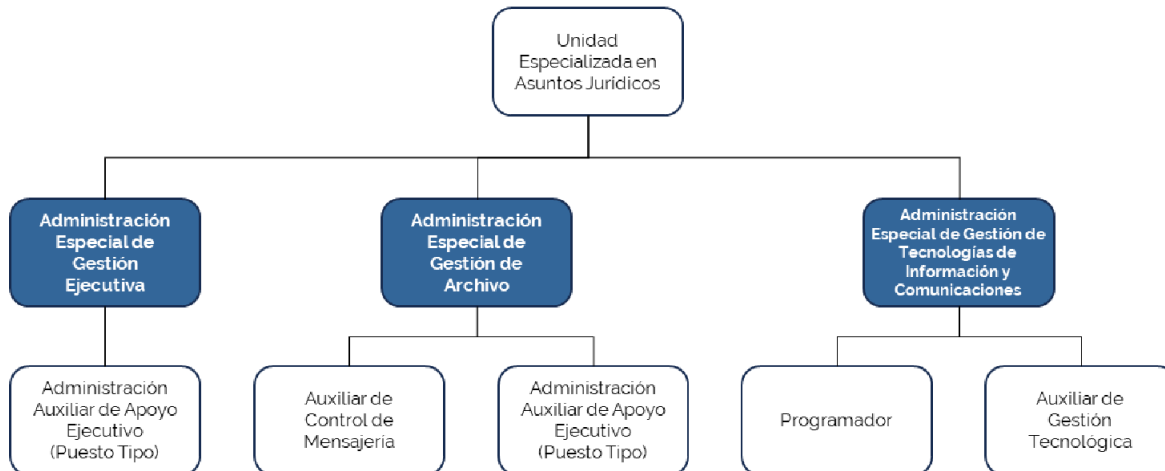 Unidad
Especializada en
Asuntos Jurídicos
Administración
Especial de
Gestión
Ejecutiva
Administración
Especial de
Gestión de
Archivo
Administración
Especial de Gestión de
Tecnologías de
Información y
Comunicaciones
Administración
Auxiliar de Apoyo
Ejecutivo
(Puesto Tipo)
Auxiliar de
Control de
Mensajería
Administración
Auxiliar de Apoyo
Ejecutivo
(Puesto Tipo)
Programador
Auxiliar de
Gestión
Tecnológica